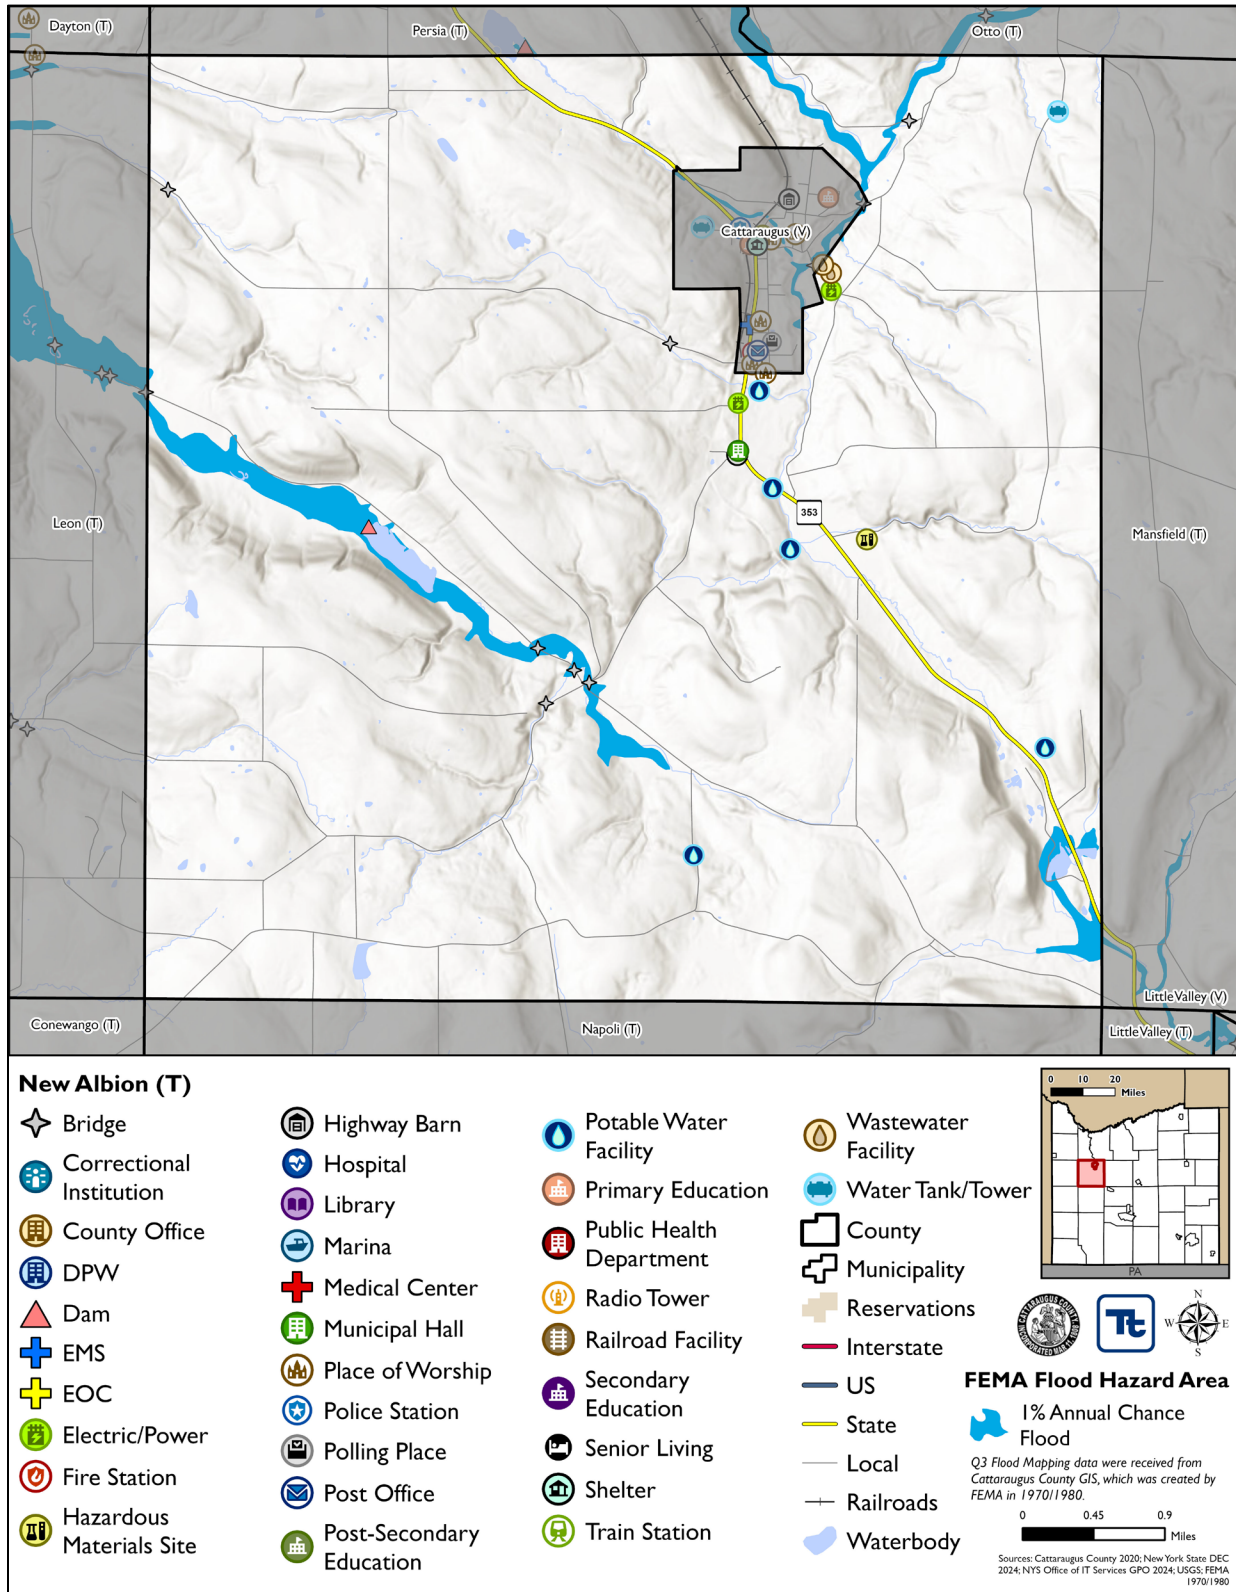 Dayton (T)
Persia (T)
Otto (T)
Cattaraugus (V)
353
Leon (T)
Mansfield (T)
Little Valley (V)
Conewango (T)
Napoli (T)
Little Valley (T)
New Albion (T)
Bridge
Correctional
Institution
County Office
DPW
Dam
EMS
EOC
Electric/Power
Fire Station
Hazardous
Materials Site
Highway Barn
Hospital
Library
Marina
Medical Center
Municipal Hall
Place of Worship
Police Station
Polling Place
Post Office
Post-Secondary
Education
Potable Water
Facility
Primary Education
Public Health
Department
Radio Tower
Railroad Facility
Secondary
Education
Senior Living
Shelter
Train Station
Wastewater
Facility
Water Tank/Tower
County
Municipality
Reservations
Interstate
US
State
Local
Railroads
Waterbody
0 10 20
Miles
PA
Tt
N
W E
S
FEMA Flood Hazard Area
1% Annual Chance
Flood
Q3 Flood Mapping data were received from
Cattaraugus County GIS, which was created by
FEMA in 1970/1980.
0 0.45 0.9
Miles
Sources: Cattaraugus County 2020; New York State DEC
2024; NYS Office of IT Services GPO 2024; USGS; FEMA
1970/1980